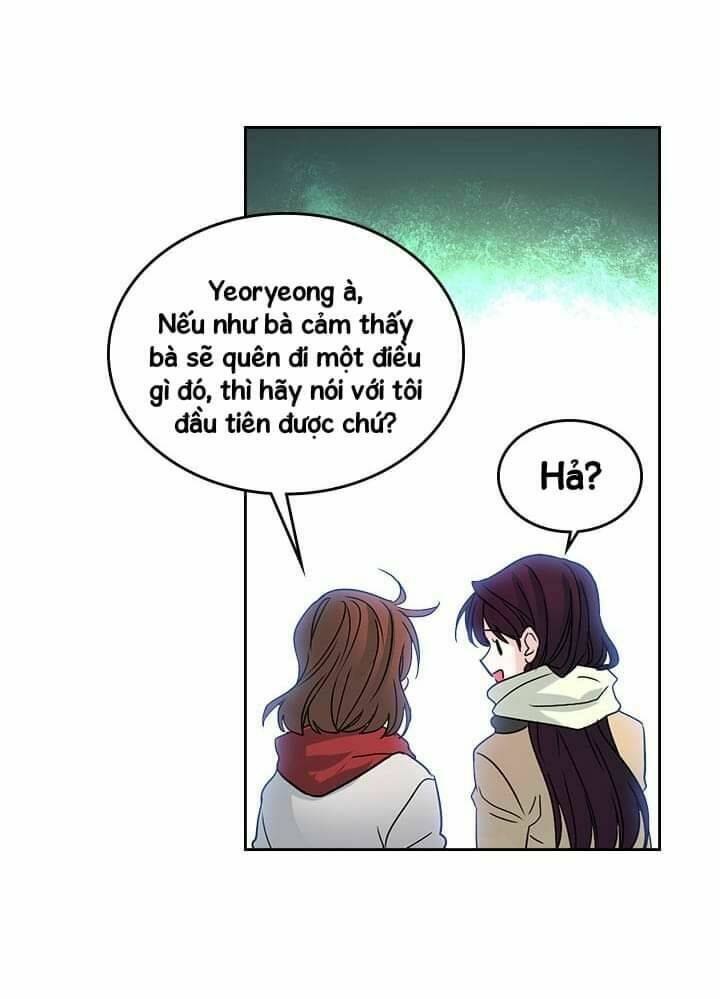 Yeoryeong à,
Nếu như bà cảm thấy
bà sẽ quên đi một điều
gì đó, thì hãy nói với tôi
đầu tiên được chứ?
Hả?